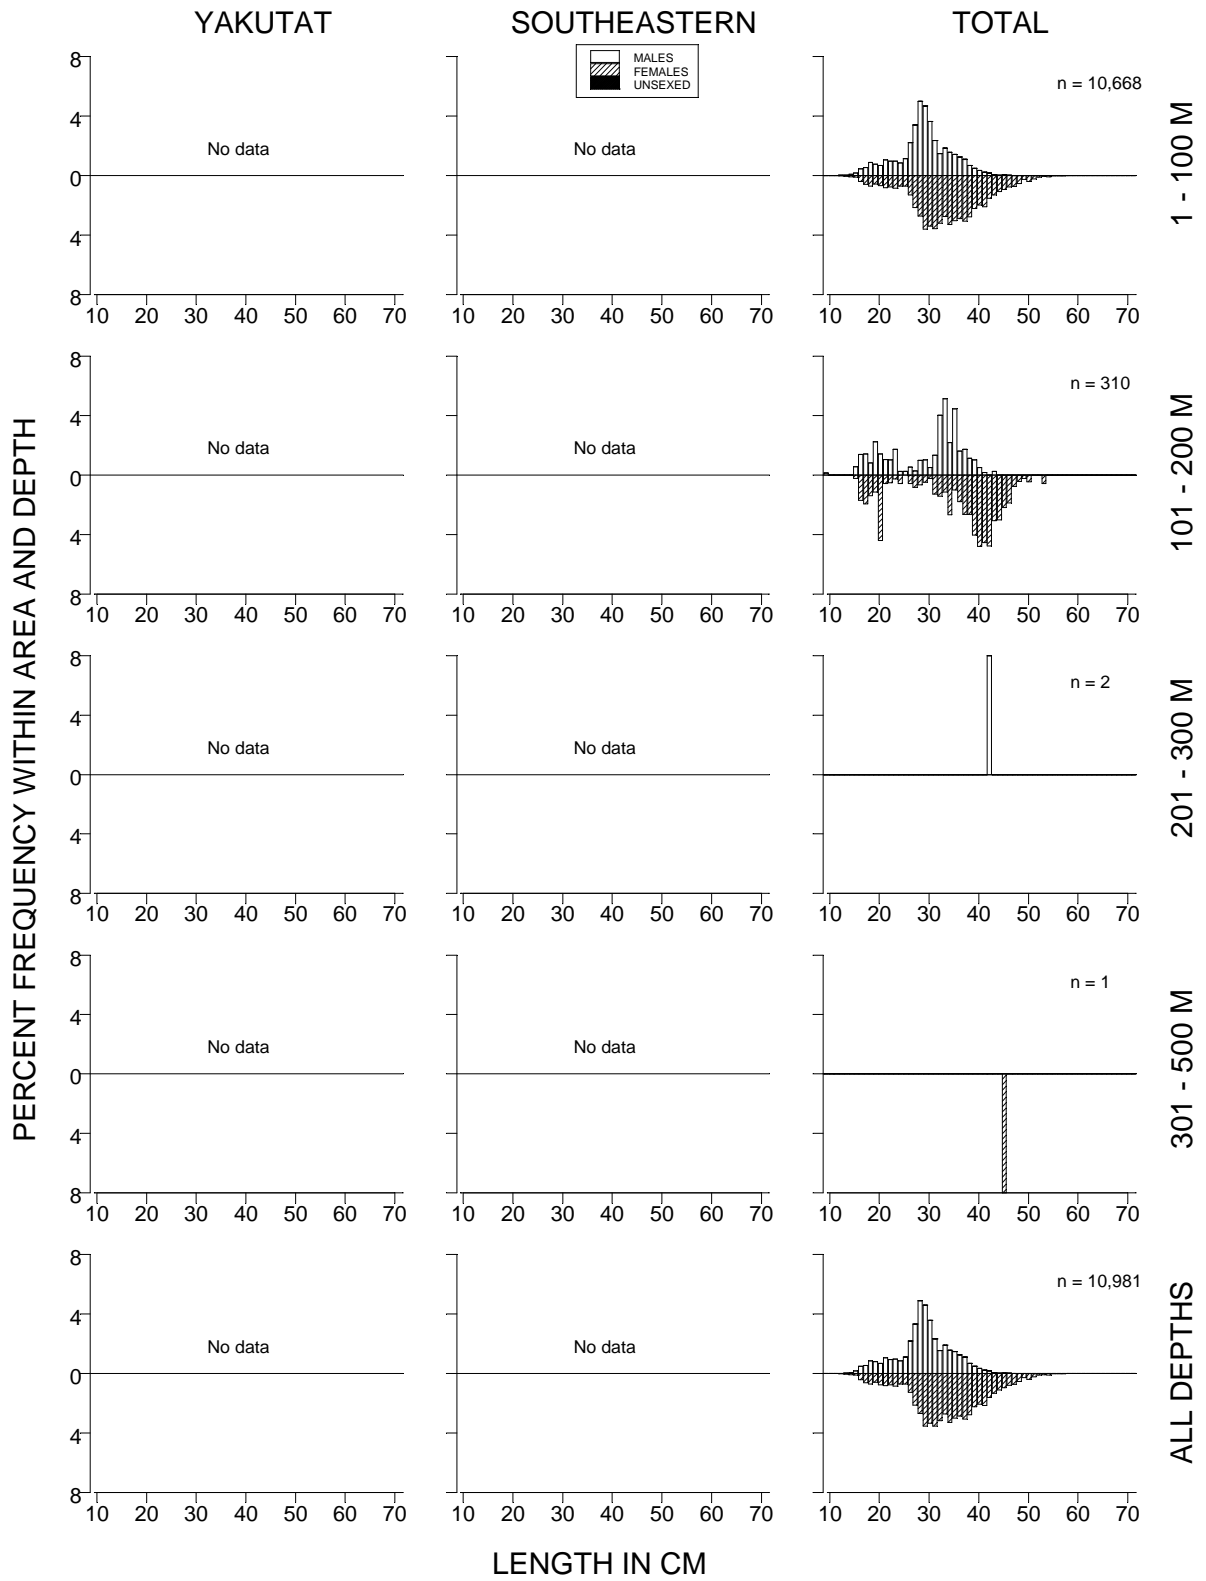 YAKUTAT
SOUTHEASTERN
TOTAL
MALES
FEMALES
UNSEXED
8
4
0
4
8
No data
10 20 30 40 50 60 70
No data
10 20 30 40 50 60 70
n = 10,668
10 20 30 40 50 60 70
1 - 100 M
8
4
0
4
8
No data
10 20 30 40 50 60 70
No data
10 20 30 40 50 60 70
n = 310
10 20 30 40 50 60 70
101 - 200 M
8
4
0
4
8
No data
10 20 30 40 50 60 70
No data
10 20 30 40 50 60 70
n = 2
10 20 30 40 50 60 70
201 - 300 M
8
4
0
4
8
No data
10 20 30 40 50 60 70
No data
10 20 30 40 50 60 70
n = 1
10 20 30 40 50 60 70
301 - 500 M
8
4
0
4
8
No data
10 20 30 40 50 60 70
No data
10 20 30 40 50 60 70
n = 10,981
10 20 30 40 50 60 70
ALL DEPTHS
PERCENT FREQUENCY WITHIN AREA AND DEPTH
LENGTH IN CM